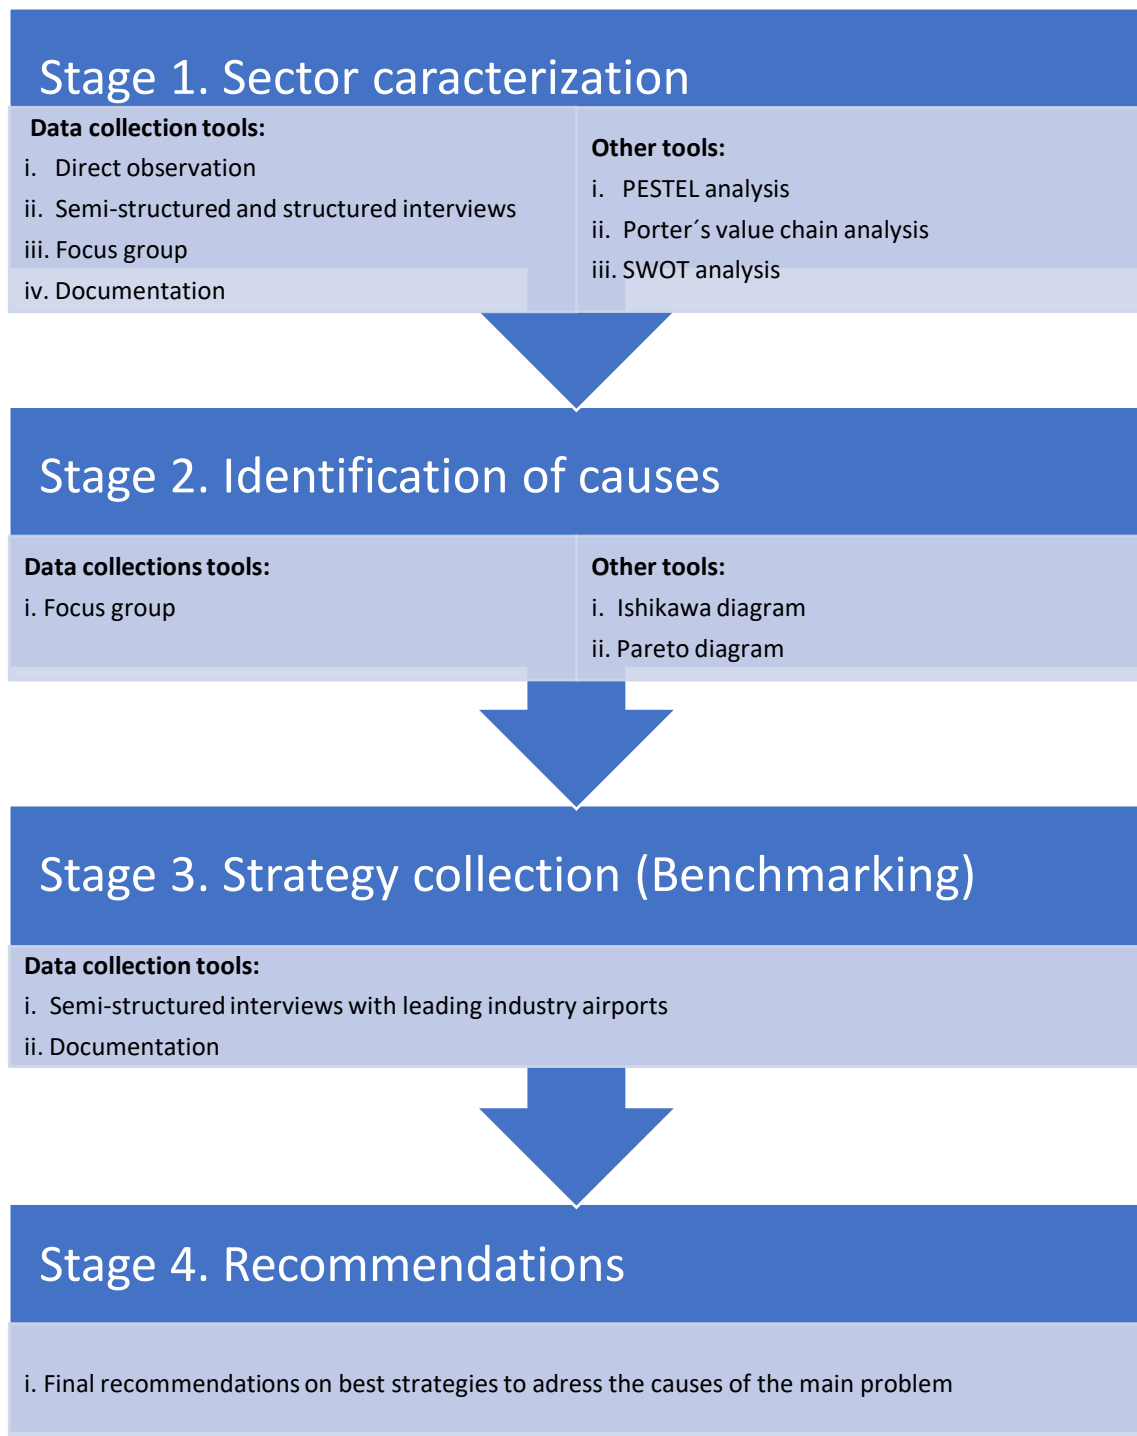 Stage 1. Sector caracterization
Data collection tools:
i. Direct observation
ii. Semi-structured and structured interviews
iii. Focus group
iv. Documentation
Other tools:
i. PESTEL analysis
ii. Porter´s value chain analysis
iii. SWOT analysis
Stage 2. Identification of causes
Data collections tools:
i. Focus group
Other tools:
i. Ishikawa diagram
ii. Pareto diagram
Stage 3. Strategy collection (Benchmarking)
Data collection tools:
i. Semi-structured interviews with leading industry airports
ii. Documentation
Stage 4. Recommendations
i. Final recommendations on best strategies to adress the causes of the main problem